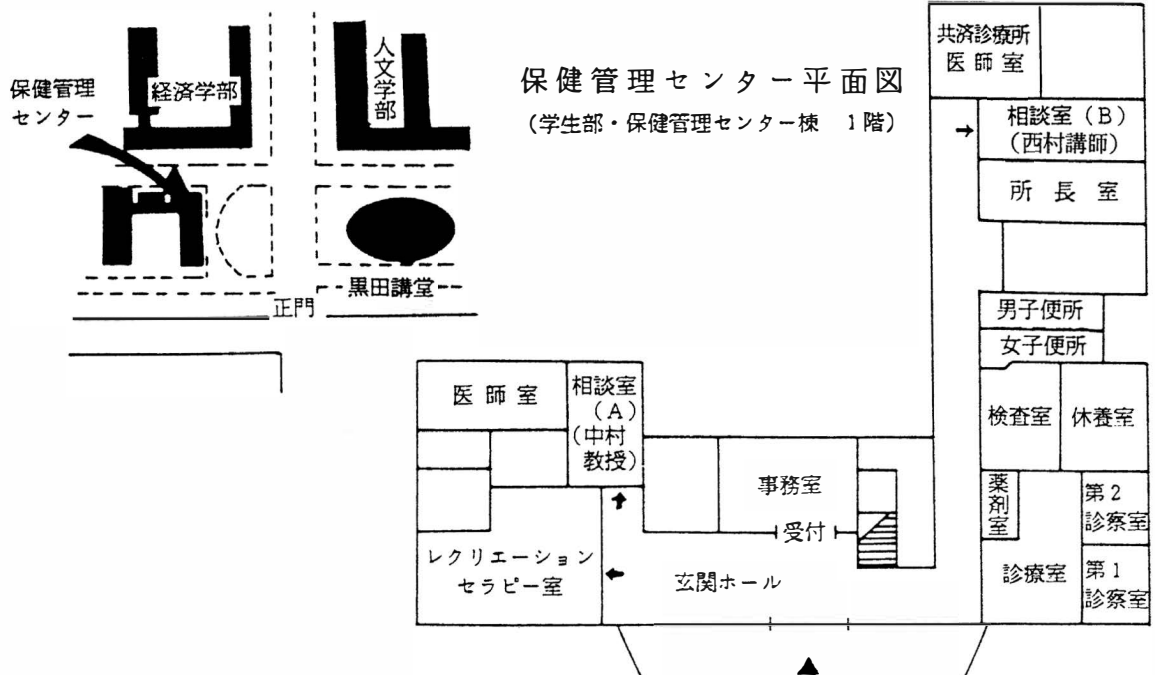 保健管理
センター
経済学部
人文学部
黒田講堂
正門
保健管理センター平面図
(学生部・保健管理センター棟 1階)
共済診療所
医師室
相談室(B)
(西村講師)
所長室
男子便所
女子便所
検査室
休養室
薬剤室
第2
診察室
診療室
第1
診察室
医師室
相談室
(A)
(中村
教授)
事務室
受付
レクリエーション
セラピー室
玄関ホール